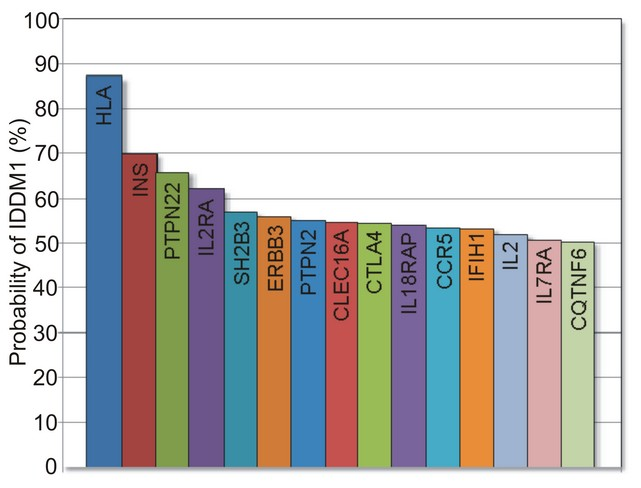 Probability of IDDM1 (%)
100
90
80
70
60
50
40
30
20
10
0
HLA
INS
PTPN22
IL2RA
SH2B3
ERBB3
PTPN2
CLEC16A
CTLA4
IL18RAP
CCR5
IFIH1
IL2
IL7RA
CQTNF6